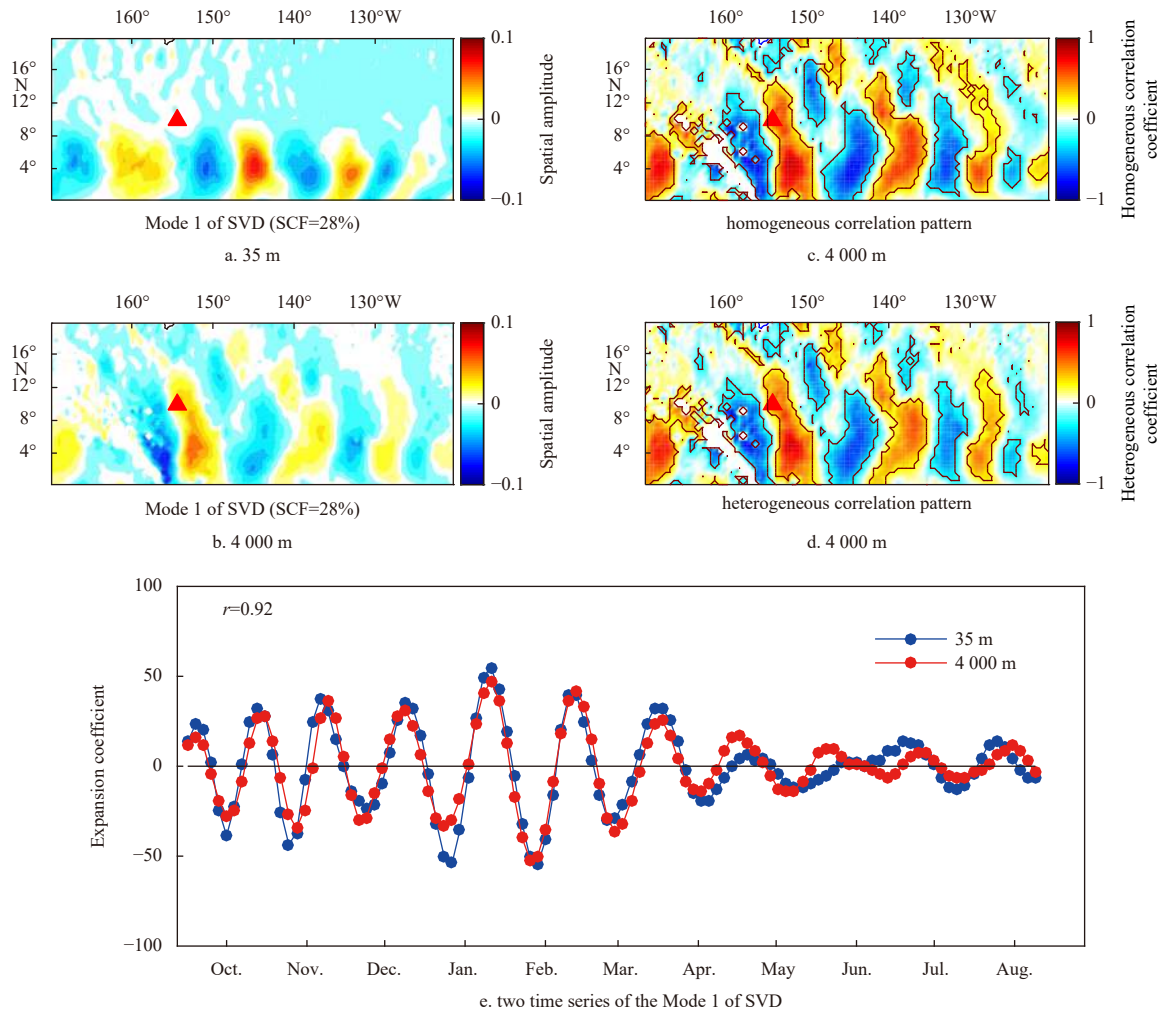 160° 150° 140° 130°W
16°
N
12°
8°
4°
0.1
0
−0.1
Spatial amplitude
Mode 1 of SVD (SCF=28%)
a. 35 m
160° 150° 140° 130°W
16°
N
12°
8°
4°
1
0
−1
Homogeneous correlation
coefficient
homogeneous correlation pattern
c. 4 000 m
160° 150° 140° 130°W
16°
N
12°
8°
4°
0.1
0
−0.1
Spatial amplitude
Mode 1 of SVD (SCF=28%)
b. 4 000 m
160° 150° 140° 130°W
16°
N
12°
8°
4°
1
0
−1
Heterogeneous correlation
coefficient
heterogeneous correlation pattern
d. 4 000 m
100
50
0
−50
−100
Expansion coefficient
r=0.92
35 m
4 000 m
Oct. Nov. Dec. Jan. Feb. Mar. Apr. May Jun. Jul. Aug.
e. two time series of the Mode 1 of SVD